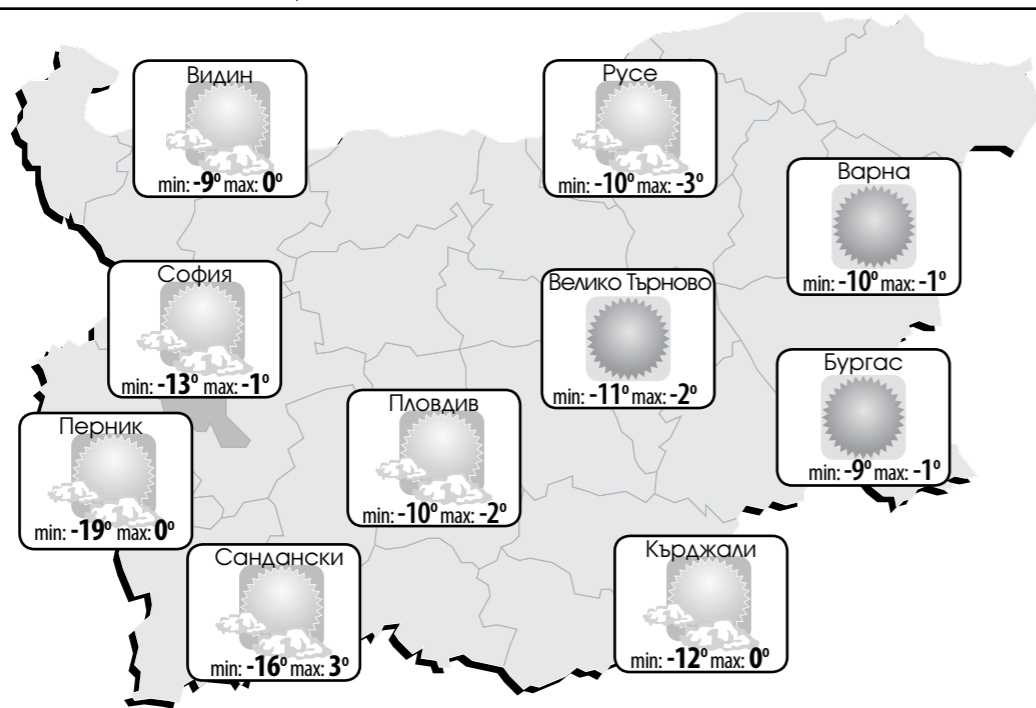 Видин
min: -9° max: 0°
Русе
min: -10° max: -3°
Варна
min: -10° max: -1°
София
min: -13° max: -1°
Велико Търново
min: -11° max: -2°
Бургас
min: -9° max: -1°
Пловдив
min: -10° max: -2°
Перник
min: -19° max: 0°
Сандански
min: -16° max: 3°
Кърджали
min: -12° max: 0°